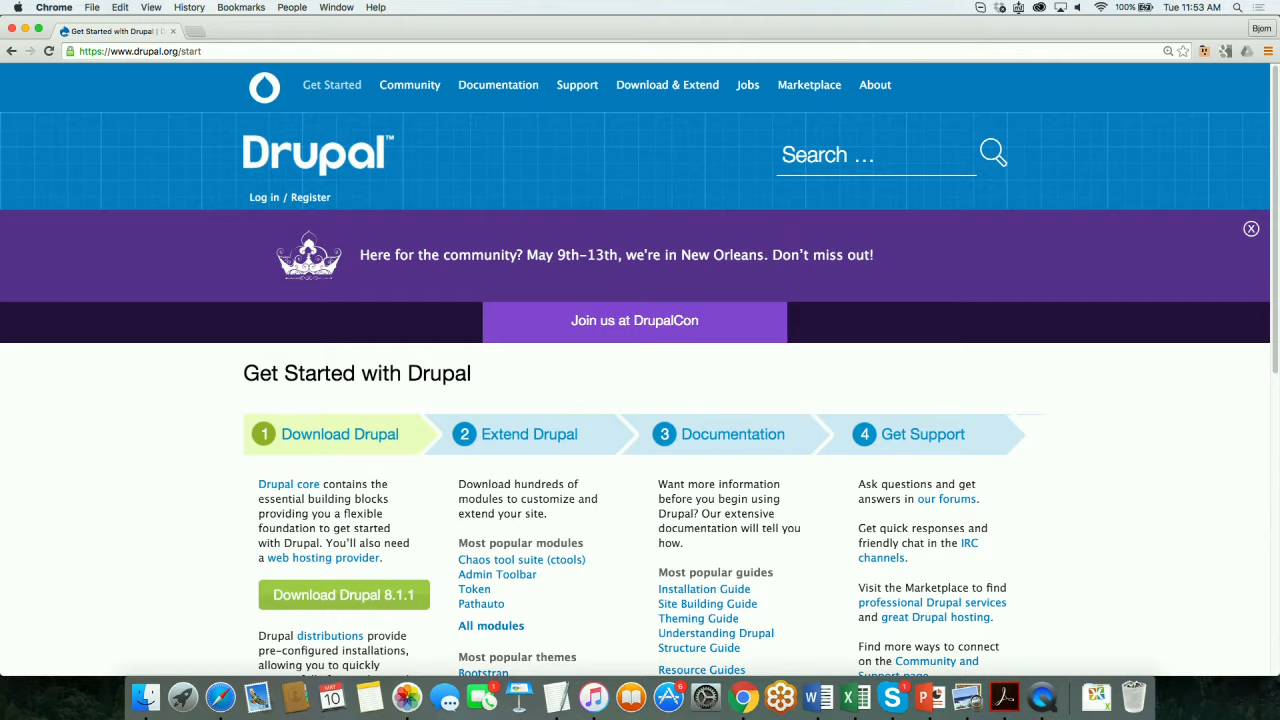 Chrome File Edit View History Bookmarks People Window Help 100% Tue 11:53 AM
Get Started with Drupal | D
Bjorn
https://www.drupal.org/start
Get Started Community Documentation Support Download & Extend Jobs Marketplace About
Drupal™
Search ...
Log in / Register
Here for the community? May 9th-13th, we're in New Orleans. Don't miss out!
X
Join us at DrupalCon
Get Started with Drupal
1 Download Drupal
Drupal core contains the
essential building blocks
providing you a flexible
foundation to get started
with Drupal. You'll also need
a web hosting provider.
Download Drupal 8.1.1
Drupal distributions provide
pre-configured installations,
allowing you to quickly
2 Extend Drupal
Download hundreds of
modules to customize and
extend your site.
Most popular modules
Chaos tool suite (ctools)
Admin Toolbar
Token
Pathauto
All modules
Most popular themes
Bootstrap
3 Documentation
Want more information
before you begin using
Drupal? Our extensive
documentation will tell you
how.
Most popular guides
Installation Guide
Site Building Guide
Theming Guide
Understanding Drupal
Structure Guide
Resource Guides
4 Get Support
Ask questions and get
answers in our forums.
Get quick responses and
friendly chat in the IRC
channels.
Visit the Marketplace to find
professional Drupal services
and great Drupal hosting.
Find more ways to connect
on the Community and
Support page.
MAY
10
1
6
1